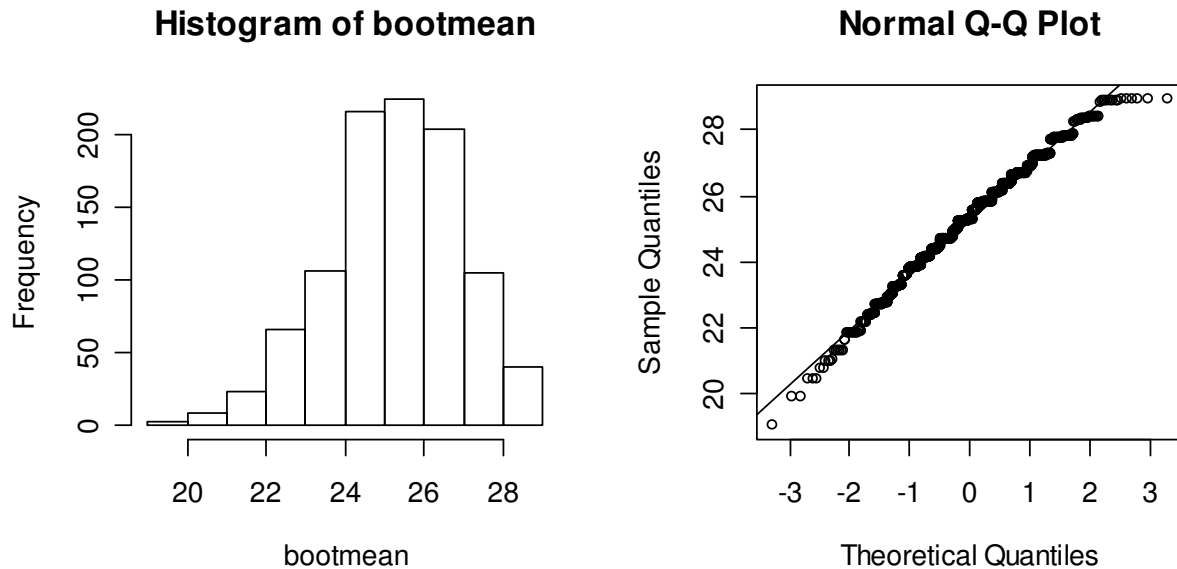 Histogram of bootmean
Frequency
0 50 100 150 200
20 22 24 26 28
bootmean
Normal Q-Q Plot
Sample Quantiles
20 22 24 26 28
-3 -2 -1 0 1 2 3
Theoretical Quantiles